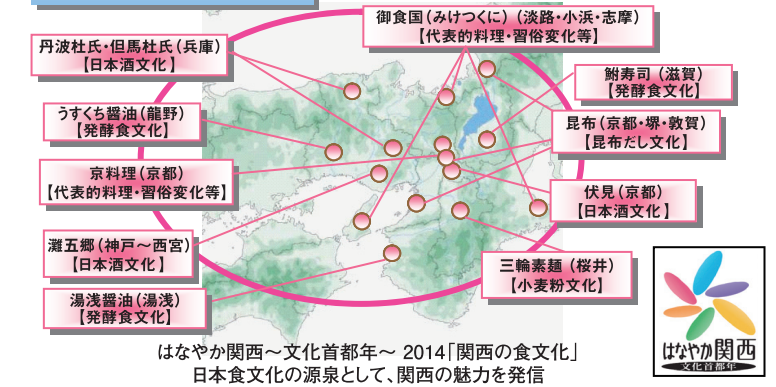 御食国（みけつくに）（淡路・小浜・志摩）
【代表的料理・習俗変化等】
丹波杜氏・但馬杜氏（兵庫）
【日本酒文化】
鮒寿司（滋賀）
【発酵食文化】
うすくち醤油（龍野）
【発酵食文化】
昆布（京都・堺・敦賀）
【昆布だし文化】
京料理（京都）
【代表的料理・習俗変化等】
伏見（京都）
【日本酒文化】
灘五郷（神戸～西宮）
【日本酒文化】
三輪素麺（桜井）
【小麦粉文化】
湯浅醤油（湯浅）
【発酵食文化】
はなやか関西
文化首都年
はなやか関西～文化首都年～ 2014「関西の食文化」
日本食文化の源泉として、関西の魅力を発信